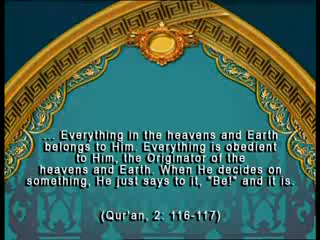 ... Everything in the heavens and Earth
belongs to Him. Everything is obedient
to Him, the Originator of the
heavens and Earth. When He decides on
something, He just says to it, "Be!" and it is.
(Qur'an, 2: 116-117)